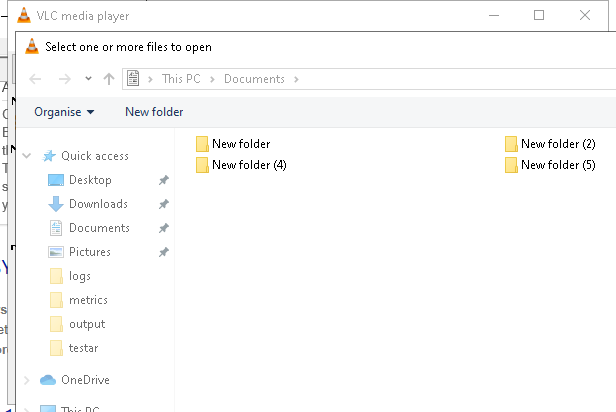 VLC media player
Select one or more files to open
This PC > Documents >
Organise New folder
New folder New folder (2)
New folder (4) New folder (5)
Quick access
Desktop
Downloads
Documents
Pictures
logs
metrics
output
testar
OneDrive
This PC